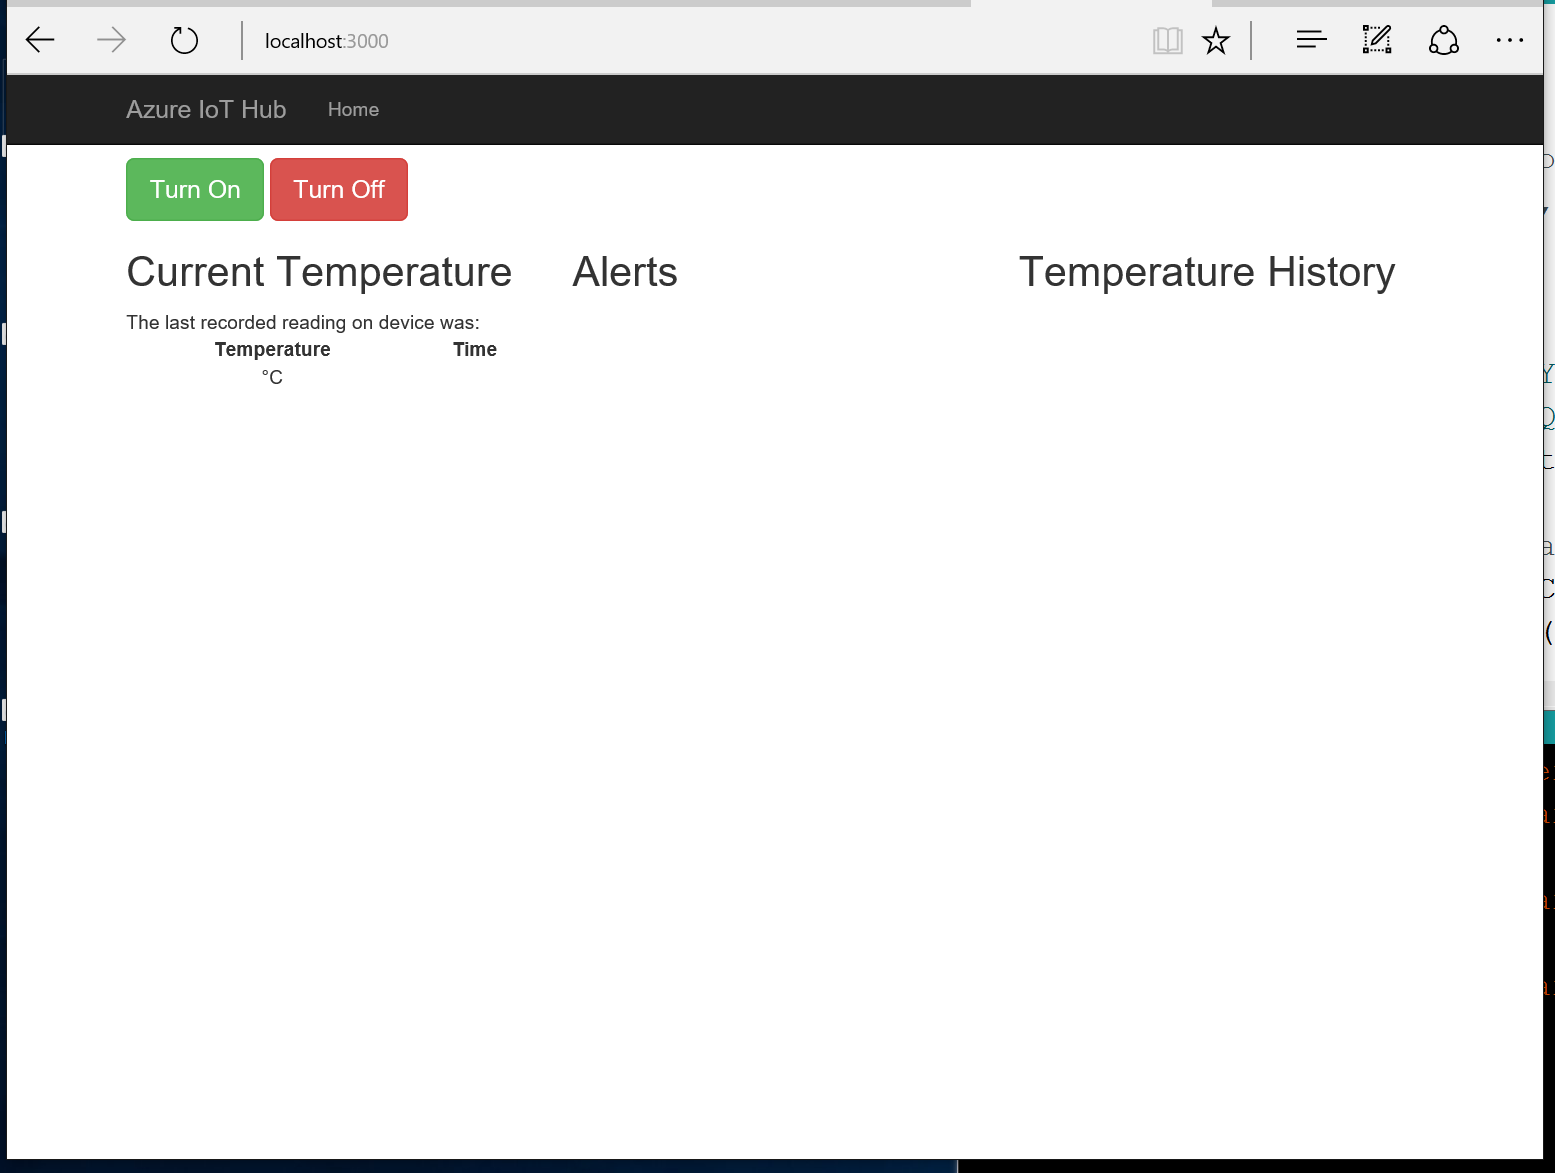 localhost:3000
Azure IoT Hub Home
Turn On Turn Off
Current Temperature Alerts Temperature History
The last recorded reading on device was:
Temperature Time
°C